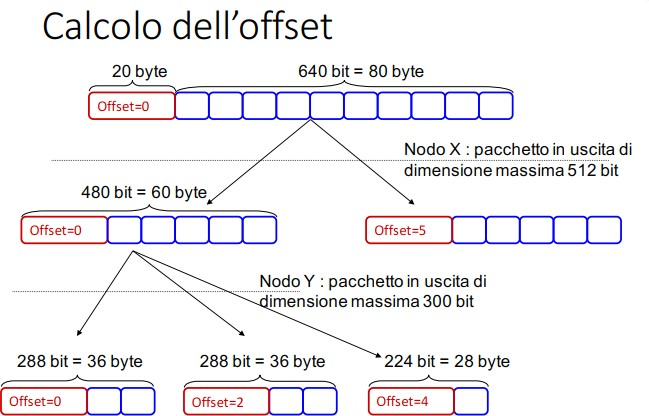 Calcolo dell’offset
20 byte
640 bit = 80 byte
Offset=0
Nodo X : pacchetto in uscita di
dimensione massima 512 bit
480 bit = 60 byte
Offset=0
Offset=5
Nodo Y : pacchetto in uscita di
dimensione massima 300 bit
288 bit = 36 byte
288 bit = 36 byte
224 bit = 28 byte
Offset=0
Offset=2
Offset=4